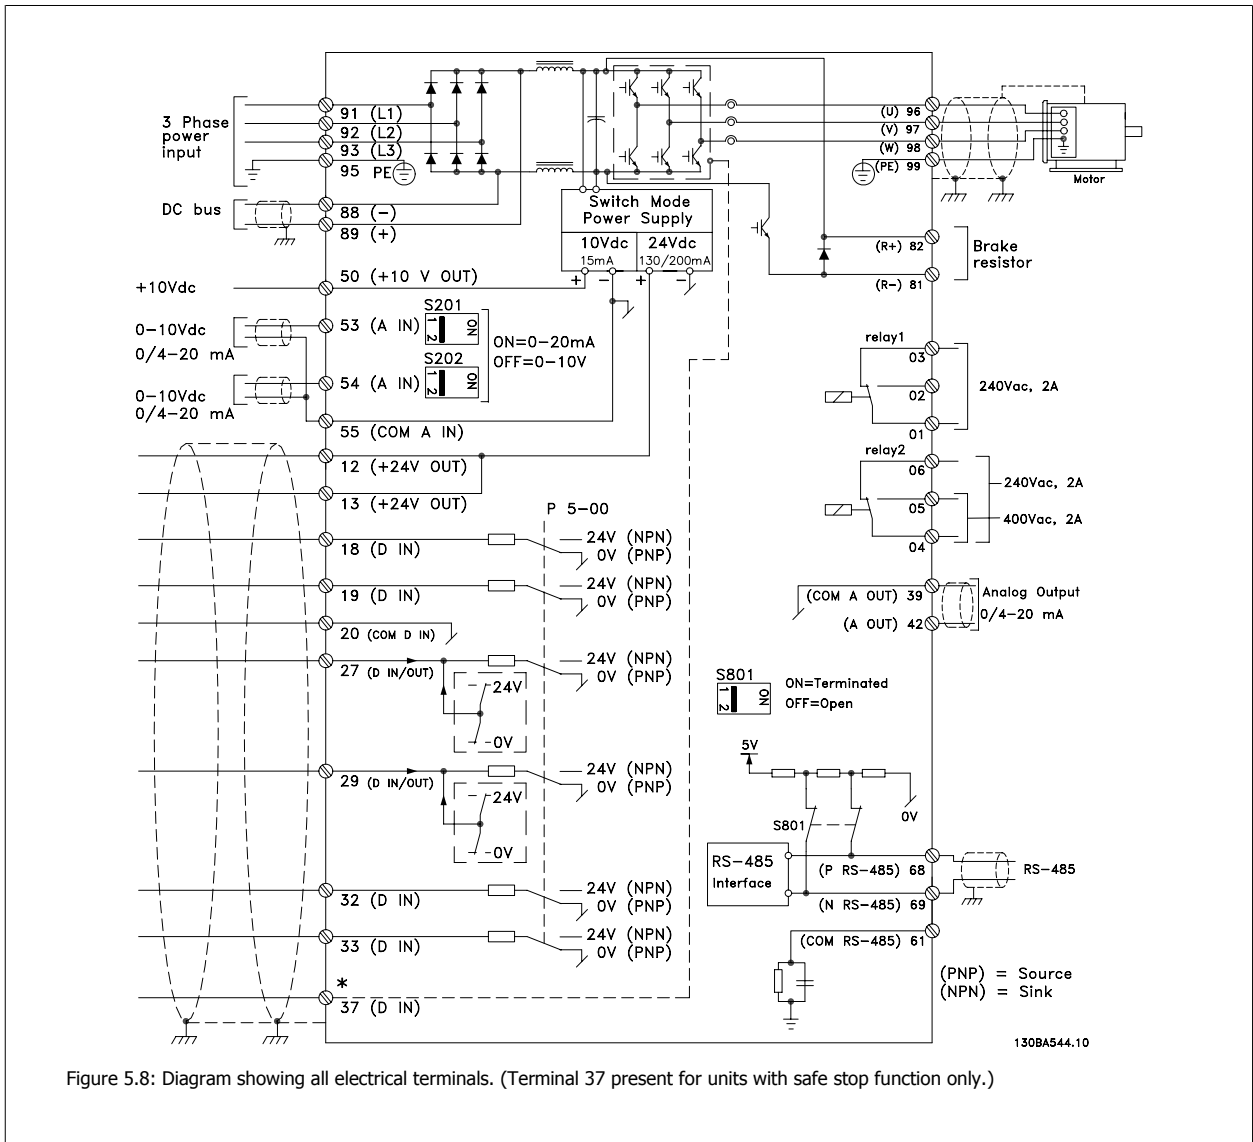 3 Phase
power
input
91 (L1)
92 (L2)
93 (L3)
95 PE
DC bus
88 (−)
89 (+)
+10Vdc
50 (+10 V OUT)
0−10Vdc
0/4−20 mA
53 (A IN)
S201
1 2
ON
ON=0−20mA
OFF=0−10V
S202
1 2
ON
0−10Vdc
0/4−20 mA
54 (A IN)
55 (COM A IN)
12 (+24V OUT)
13 (+24V OUT)
Switch Mode
Power Supply
10Vdc
15mA
24Vdc
130/200mA
+ − + −
(U) 96
(V) 97
(W) 98
(PE) 99
Motor
(R+) 82
(R−) 81
Brake
resistor
relay1
03
02
01
240Vac, 2A
relay2
06
05
04
240Vac, 2A
400Vac, 2A
P 5-00
18 (D IN)
24V (NPN)
0V (PNP)
19 (D IN)
24V (NPN)
0V (PNP)
20 (COM D IN)
27 (D IN/OUT)
24V (NPN)
0V (PNP)
24V
0V
29 (D IN/OUT)
24V (NPN)
0V (PNP)
24V
0V
32 (D IN)
24V (NPN)
0V (PNP)
33 (D IN)
24V (NPN)
0V (PNP)
*
37 (D IN)
(COM A OUT) 39
(A OUT) 42
Analog Output
0/4−20 mA
S801
1 2
ON
ON=Terminated
OFF=Open
5V
0V
S801
RS-485
Interface
(P RS-485) 68
(N RS-485) 69
(COM RS-485) 61
RS-485
(PNP) = Source
(NPN) = Sink
130BA544.10
Figure 5.8: Diagram showing all electrical terminals. (Terminal 37 present for units with safe stop function only.)